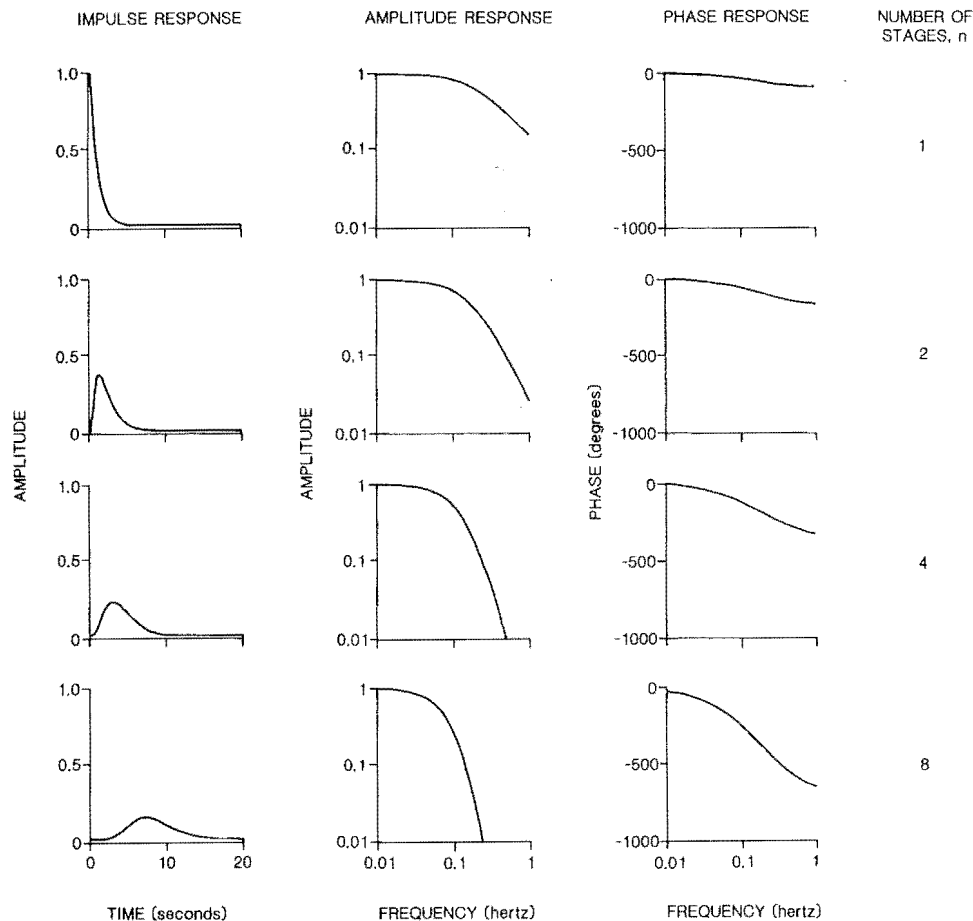 IMPULSE RESPONSE AMPLITUDE RESPONSE PHASE RESPONSE NUMBER OF
STAGES, n
1.0 1 0
0.5 0.1 -500 1
0 0.01 -1000
1.0 1 0
0.5 0.1 -500 2
0 0.01 -1000
AMPLITUDE
AMPLITUDE
PHASE (degrees)
1.0 1 0
0.5 0.1 -500 4
0 0.01 -1000
1.0 1 0
0.5 0.1 -500 8
0 0.01 -1000
0 10 20 0.01 0.1 1 0.01 0.1 1
TIME (seconds) FREQUENCY (hertz) FREQUENCY (hertz)